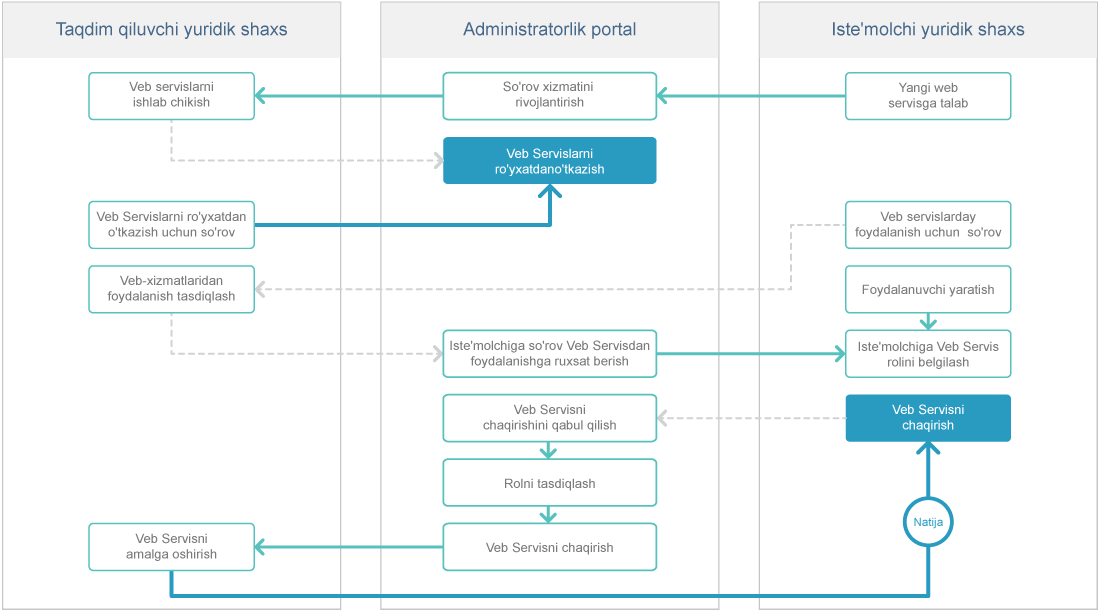 Taqdim qiluvchi yuridik shaxs
Administratorlik portal
Iste'molchi yuridik shaxs
Veb servislarni
ishlab chikish
So'rov xizmatini
rivojlantirish
Yangi web
servisga talab
Veb Servislarni
ro'yxatdano'tkazish
Veb Servislarni ro'yxatdan
o'tkazish uchun so'rov
Veb servislarday
foydalanish uchun so'rov
Veb-xizmatlaridan
foydalanish tasdiqlash
Foydalanuvchi yaratish
Iste'molchiga so'rov Veb Servisdan
foydalanishga ruxsat berish
Iste'molchiga Veb Servis
rolini belgilash
Veb Servisni
chaqirishini qabul qilish
Veb Servisni
chaqirish
Rolni tasdiqlash
Natija
Veb Servisni
amalga oshirish
Veb Servisni chaqirish